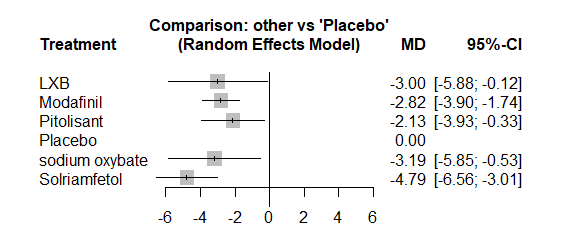 Comparison: other vs 'Placebo'
Treatment (Random Effects Model) MD 95%-CI
LXB -3.00 [-5.88; -0.12]
Modafinil -2.82 [-3.90; -1.74]
Pitolisant -2.13 [-3.93; -0.33]
Placebo 0.00
sodium oxybate -3.19 [-5.85; -0.53]
Solriamfetol -4.79 [-6.56; -3.01]
-6 -4 -2 0 2 4 6